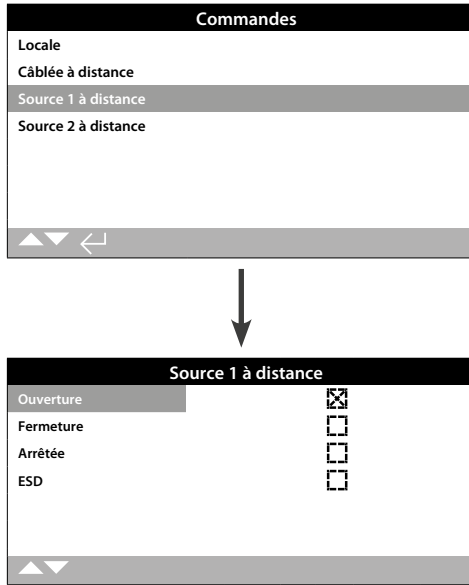 Commandes
Locale
Câblée à distance
Source 1 à distance
Source 2 à distance
Source 1 à distance
Ouverture
Fermeture
Arrêtée
ESD